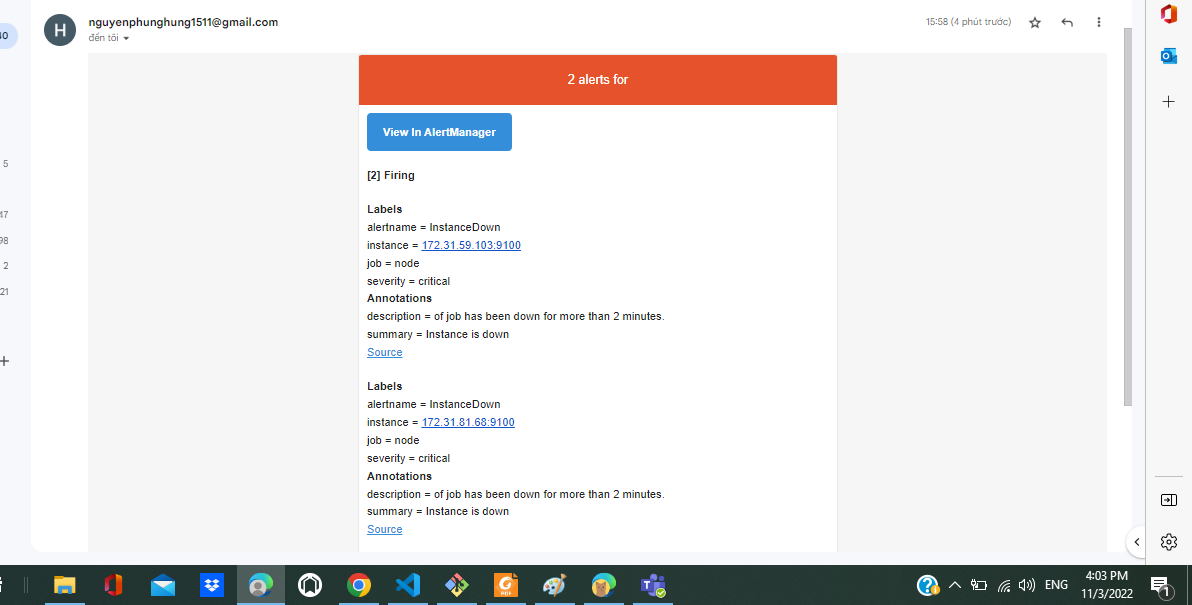 40
H
nguyenphunghung1511@gmail.com
15:58 (4 phút trước)
đến tôi
2 alerts for
View In AlertManager
[2] Firing
Labels
alertname = InstanceDown
instance = 172.31.59.103:9100
job = node
severity = critical
Annotations
description = of job has been down for more than 2 minutes.
summary = Instance is down
Source
Labels
alertname = InstanceDown
instance = 172.31.81.68:9100
job = node
severity = critical
Annotations
description = of job has been down for more than 2 minutes.
summary = Instance is down
Source
5
47
98
2
21
ENG
4:03 PM
11/3/2022
1